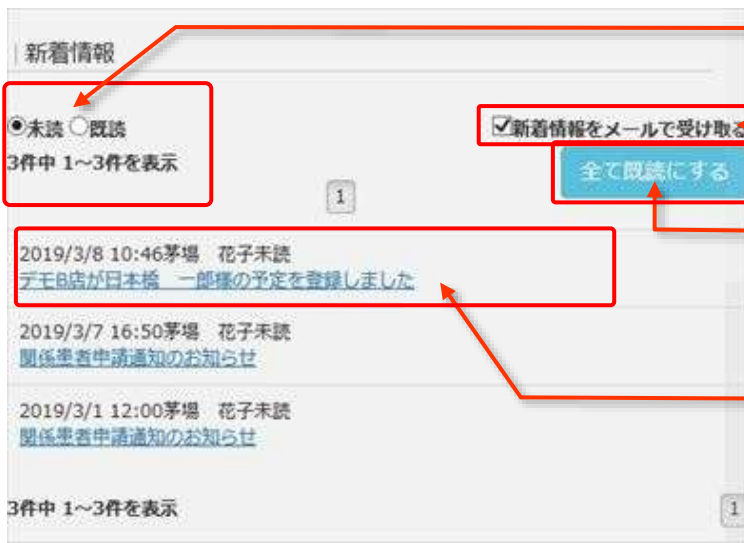 新着情報
◉未読 ○既読
☑新着情報をメールで受け取る
3件中 1～3件を表示
全て既読にする
1
2019/3/8 10:46茅場　花子未読
デモB店が日本橋　一郎様の予定を登録しました
2019/3/7 16:50茅場　花子未読
関係患者申請通知のお知らせ
2019/3/1 12:00茅場　花子未読
関係患者申請通知のお知らせ
3件中 1～3件を表示
1